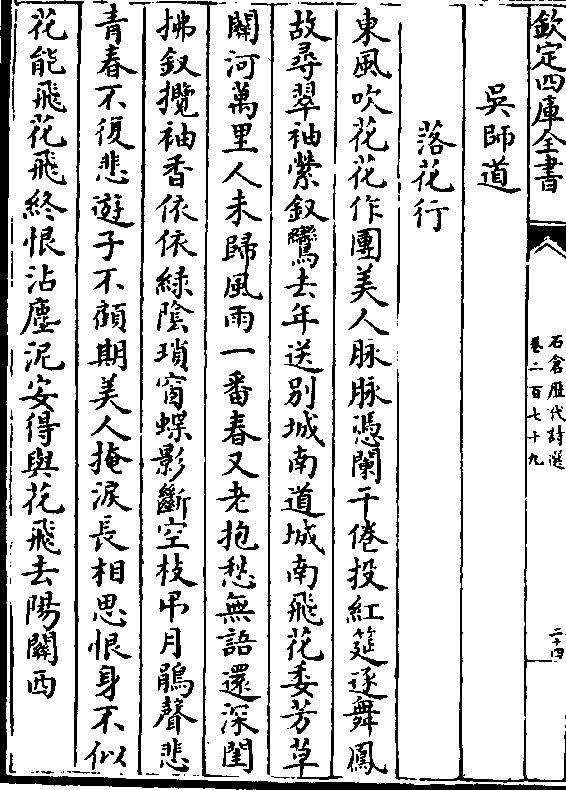 欽定四庫全書
石倉歴代詩選
卷二百七十九
二十四
吳師道
落花行
東風吹花花作團美人脉脉凭闌干倦投紅筵逐舞鳳
故尋翠袖縈釵鸞去年送别城南道城南飛花委芳草
關河萬里人未歸風雨一番春又老抱愁無語還深閨
拂釵攬袖香依依綠陰瑣窗蝶影斷空枝弔月鵑聲悲
青春不復悲遊子不顧期美人掩淚長相思恨身不似
花能飛花飛終恨沾塵泥安得與花飛去陽關西